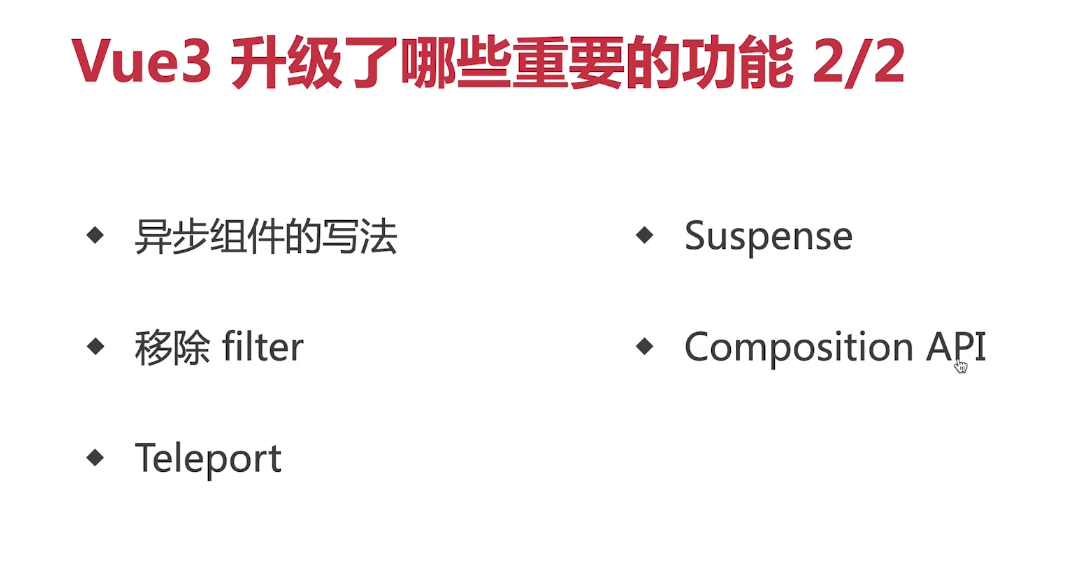 Vue3 升级了哪些重要的功能 2/2
异步组件的写法
移除 filter
Teleport
Suspense
Composition API